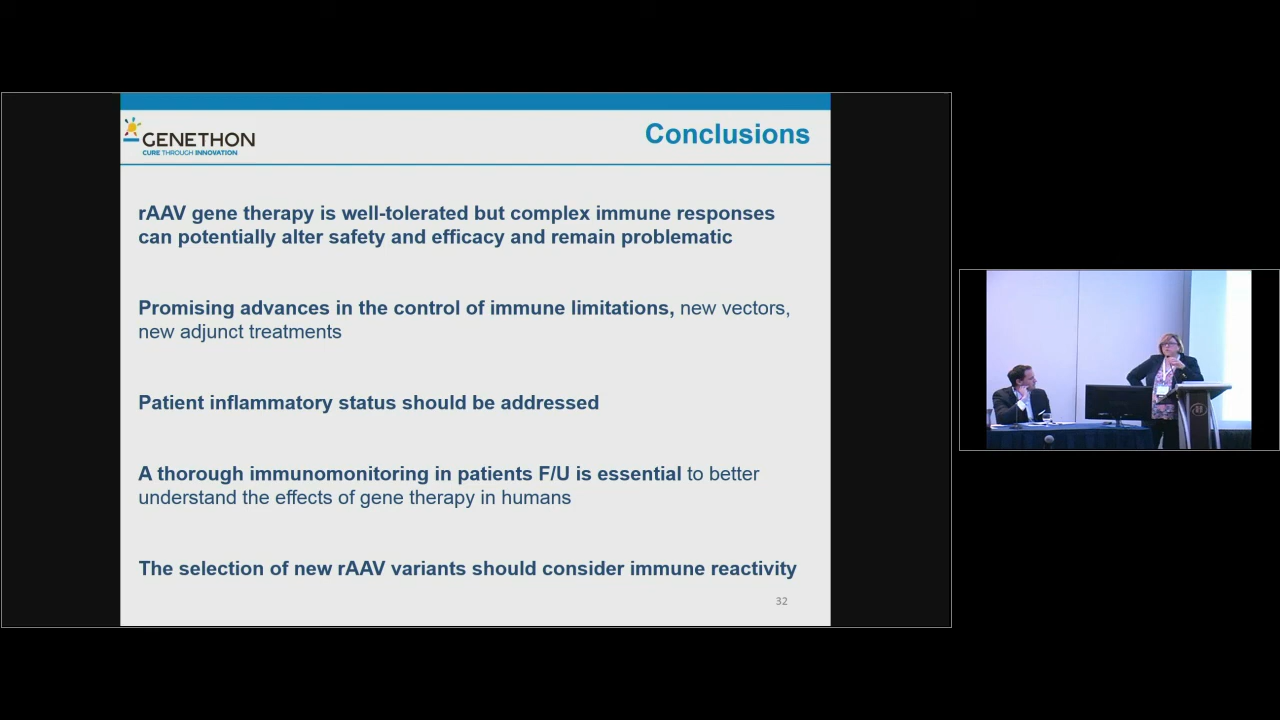 GENETHON
CURE THROUGH INNOVATION
Conclusions
rAAV gene therapy is well-tolerated but complex immune responses
can potentially alter safety and efficacy and remain problematic
Promising advances in the control of immune limitations, new vectors,
new adjunct treatments
Patient inflammatory status should be addressed
A thorough immunomonitoring in patients F/U is essential to better
understand the effects of gene therapy in humans
The selection of new rAAV variants should consider immune reactivity
32